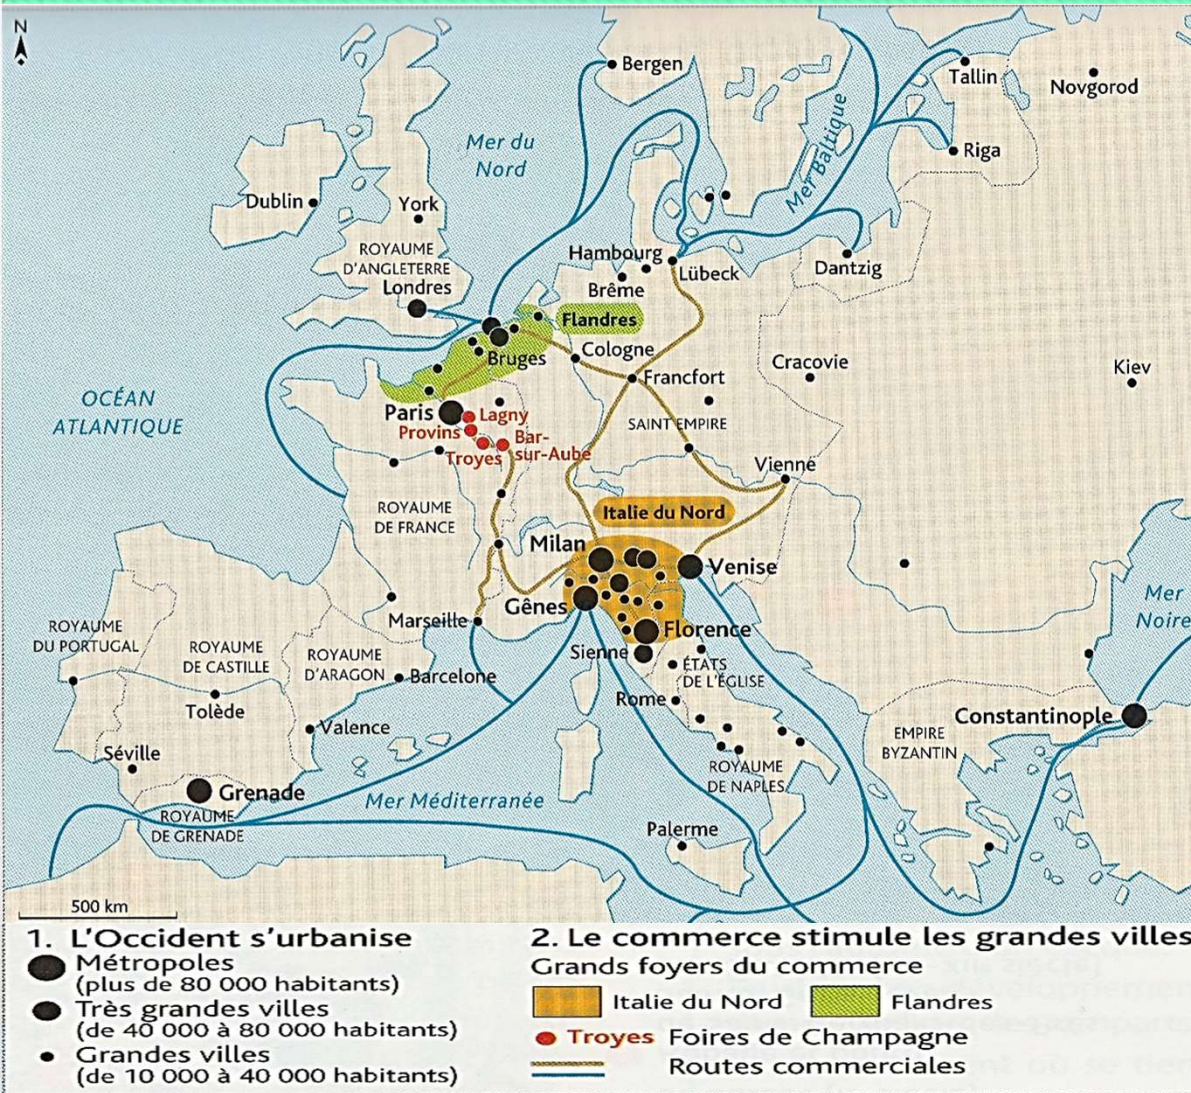 N
Bergen
Tallin
Novgorod
Mer du
Nord
Mer Baltique
Riga
Dublin
York
ROYAUME
D'ANGLETERRE
Londres
Hambourg
Lübeck
Brême
Dantzig
Flandres
Bruges
Cologne
Francfort
Cracovie
Kiev
OCÉAN
ATLANTIQUE
Paris
Lagny
Provins
Troyes
Bar-
sur-Aube
SAINT EMPIRE
Vienne
ROYAUME
DE FRANCE
Italie du Nord
Milan
Venise
Gênes
Mer
Noire
Marseille
Florence
Sienne
ÉTATS
DE L'ÉGLISE
ROYAUME
DU PORTUGAL
ROYAUME
DE CASTILLE
ROYAUME
D'ARAGON
Barcelone
Rome
Tolède
Valence
Constantinople
EMPIRE
BYZANTIN
Séville
ROYAUME
DE NAPLES
Grenade
ROYAUME
DE GRENADE
Mer Méditerranée
Palerme
500 km
1. L'Occident s'urbanise
Métropoles
(plus de 80 000 habitants)
Très grandes villes
(de 40 000 à 80 000 habitants)
Grandes villes
(de 10 000 à 40 000 habitants)
2. Le commerce stimule les grandes villes
Grands foyers du commerce
Italie du Nord
Flandres
Troyes Foires de Champagne
Routes commerciales